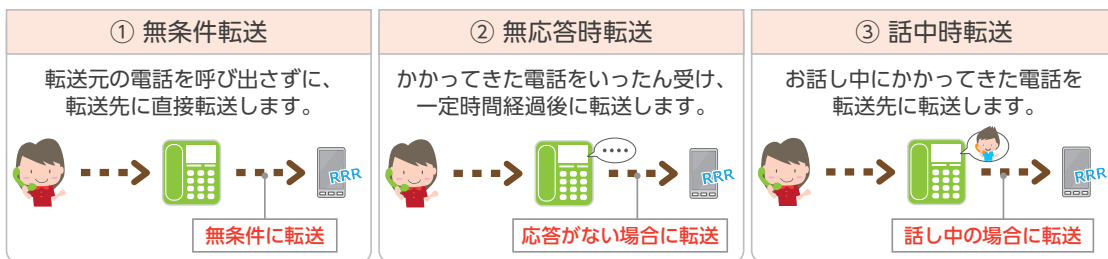 ① 無条件転送
転送元の電話を呼び出さずに、
転送先に直接転送します。
RRR
無条件に転送
② 無応答時転送
かかってきた電話をいったん受け、
一定時間経過後に転送します。
••••
RRR
応答がない場合に転送
③ 話中時転送
お話し中にかかってきた電話を
転送先に転送します。
RRR
話し中の場合に転送